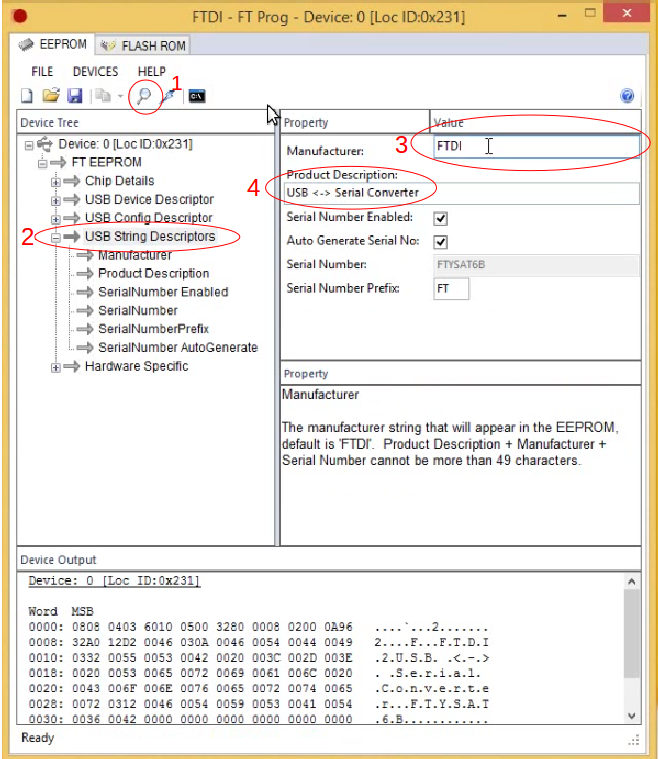 FTDI - FT Prog - Device: 0 [Loc ID:0x231]
EEPROM FLASH ROM
FILE DEVICES HELP
1
C:\
Device Tree
Device: 0 [Loc ID:0x231]
FT EEPROM
Chip Details
USB Device Descriptor
USB Config Descriptor
2 USB String Descriptors
Manufacturer
Product Description
SerialNumber Enabled
SerialNumber
SerialNumberPrefix
SerialNumber AutoGenerate
Hardware Specific
Property Value
Manufacturer: 3 FTDI
Product Description:
4 USB <-> Serial Converter
Serial Number Enabled:
Auto Generate Serial No:
Serial Number: FTYSAT6B
Serial Number Prefix: FT
Property
Manufacturer
The manufacturer string that will appear in the EEPROM,
default is 'FTDI'. Product Description + Manufacturer +
Serial Number cannot be more than 49 characters.
Device Output
Device: 0 [Loc ID:0x231]
Word MSB
0000: 0808 0403 6010 0500 3280 0008 0200 0A96 ....`...2.......
0008: 32A0 12D2 0046 030A 0046 0054 0044 0049 2....F...F.T.D.I
0010: 0332 0055 0053 0042 0020 003C 002D 003E .2.U.S.B. .<.-.>
0018: 0020 0053 0065 0072 0069 0061 006C 0020 . .S.e.r.i.a.l.
0020: 0043 006F 006E 0076 0065 0072 0074 0065 .C.o.n.v.e.r.t.e
0028: 0072 0312 0046 0054 0059 0053 0041 0054 .r...F.T.Y.S.A.T
0030: 0036 0042 0000 0000 0000 0000 0000 0000 .6.B............
Ready